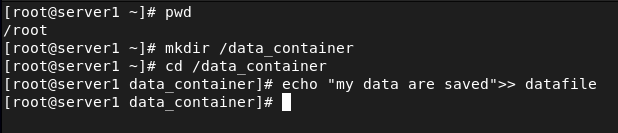 [root@server1 ~]# pwd
/root
[root@server1 ~]# mkdir /data_container
[root@server1 ~]# cd /data_container
[root@server1 data_container]# echo "my data are saved">> datafile
[root@server1 data_container]#